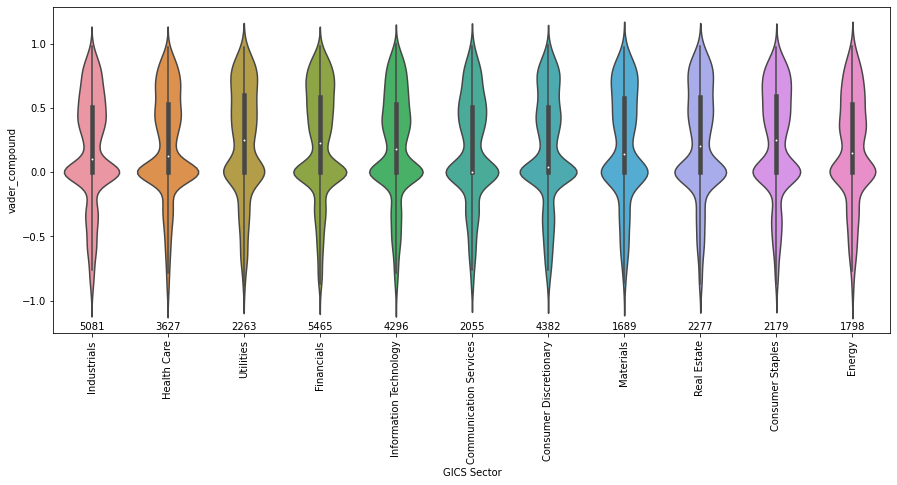 vader_compound
1.0
0.5
0.0
−0.5
−1.0
5081 3627 2263 5465 4296 2055 4382 1689 2277 2179 1798
Industrials
Health Care
Utilities
Financials
Information Technology
Communication Services
Consumer Discretionary
Materials
Real Estate
Consumer Staples
Energy
GICS Sector